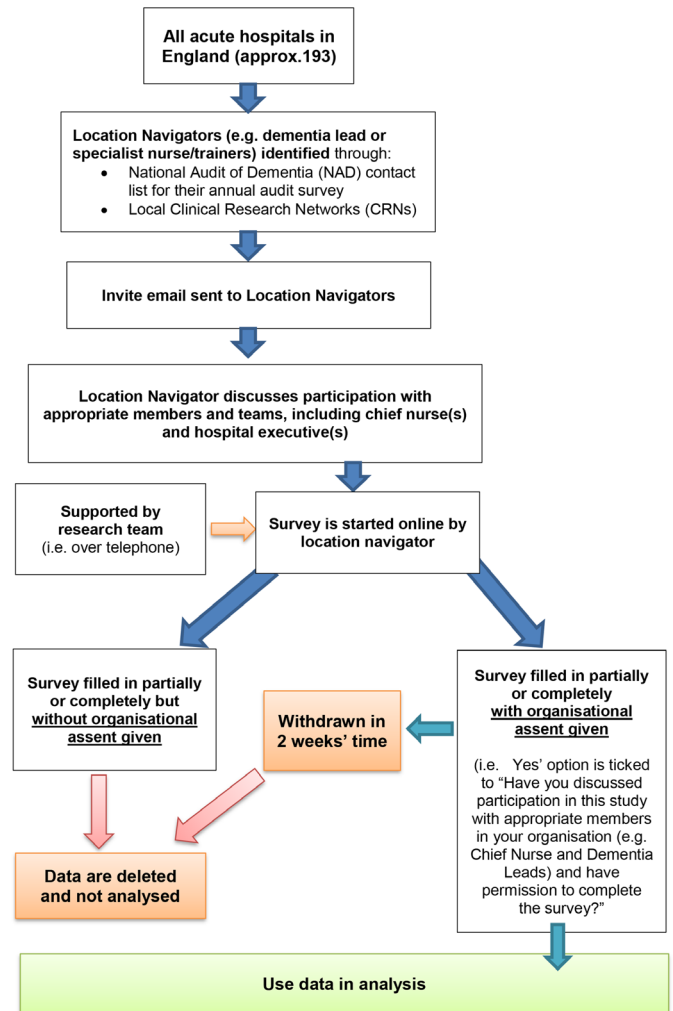 All acute hospitals in
England (approx.193)
Location Navigators (e.g. dementia lead or
specialist nurse/trainers) identified through:
• National Audit of Dementia (NAD) contact
list for their annual audit survey
• Local Clinical Research Networks (CRNs)
Invite email sent to Location Navigators
Location Navigator discusses participation with
appropriate members and teams, including chief nurse(s)
and hospital executive(s)
Supported by
research team
(i.e. over telephone)
Survey is started online by
location navigator
Survey filled in partially
or completely but
without organisational
assent given
Withdrawn in
2 weeks’ time
Survey filled in partially
or completely
with organisational
assent given
(i.e. Yes’ option is ticked
to “Have you discussed
participation in this study
with appropriate members
in your organisation (e.g.
Chief Nurse and Dementia
Leads) and have
permission to complete
the survey?”
Data are deleted
and not analysed
Use data in analysis